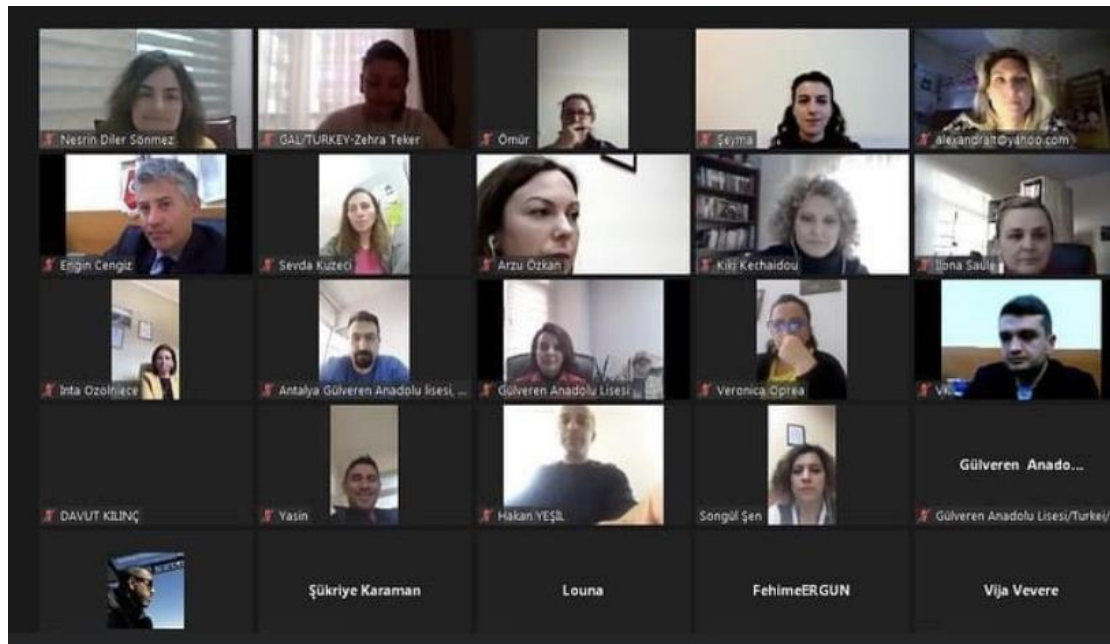 Nesrin Diler Sönmez
GAL/TURKEY-Zehra Teker
Ömür
Şeyma
alexandralt@yahoo.com
Engin Cengiz
Sevda Kuzeci
Arzu Özkan
Kiki Kechaidou
Ilona Saule
Inta Ozolniece
Antalya Gülveren Anadolu lisesi, ...
Gülveren Anadolu Lisesi
Veronica Oprea
DAVUT KILINÇ
Yasin
Hakan YEŞİL
Songül Şen
Gülveren Anado...
Gülveren Anadolu Lisesi/Turkei/
Şükriye Karaman
Louna
FehimeERGUN
Vija Vevere